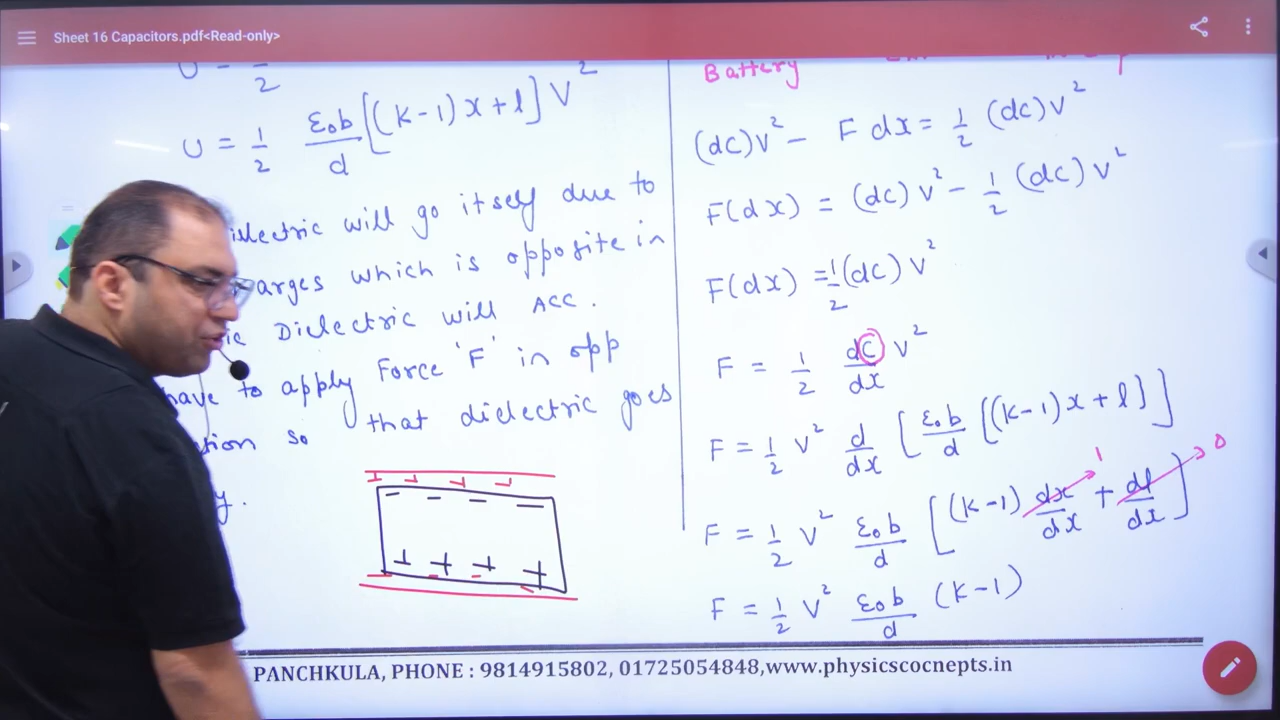 Sheet 16 Capacitors.pdf<Read-only>
U = 1/2
U = 1/2 ε₀b/d [(k-1)x+l] V²
will go itself due to
which is opposite in
Dielectric will Acc.
have to apply Force 'F' in opp
so that dielectric goes
Battery
(dc)V² - F dx = 1/2 (dc)V²
F(dx) = (dc) V² - 1/2 (dc) V²
F(dx) = 1/2 (dc) V²
F = 1/2 dC/dx V²
F = 1/2 V² d/dx [ε₀b/d [(k-1)x + l]]
F = 1/2 V² ε₀b/d [(k-1) dx/dx + dl/dx]
1
0
F = 1/2 V² ε₀b/d (k-1)
PANCHKULA, PHONE : 9814915802, 01725054848,www.physicscocnepts.in